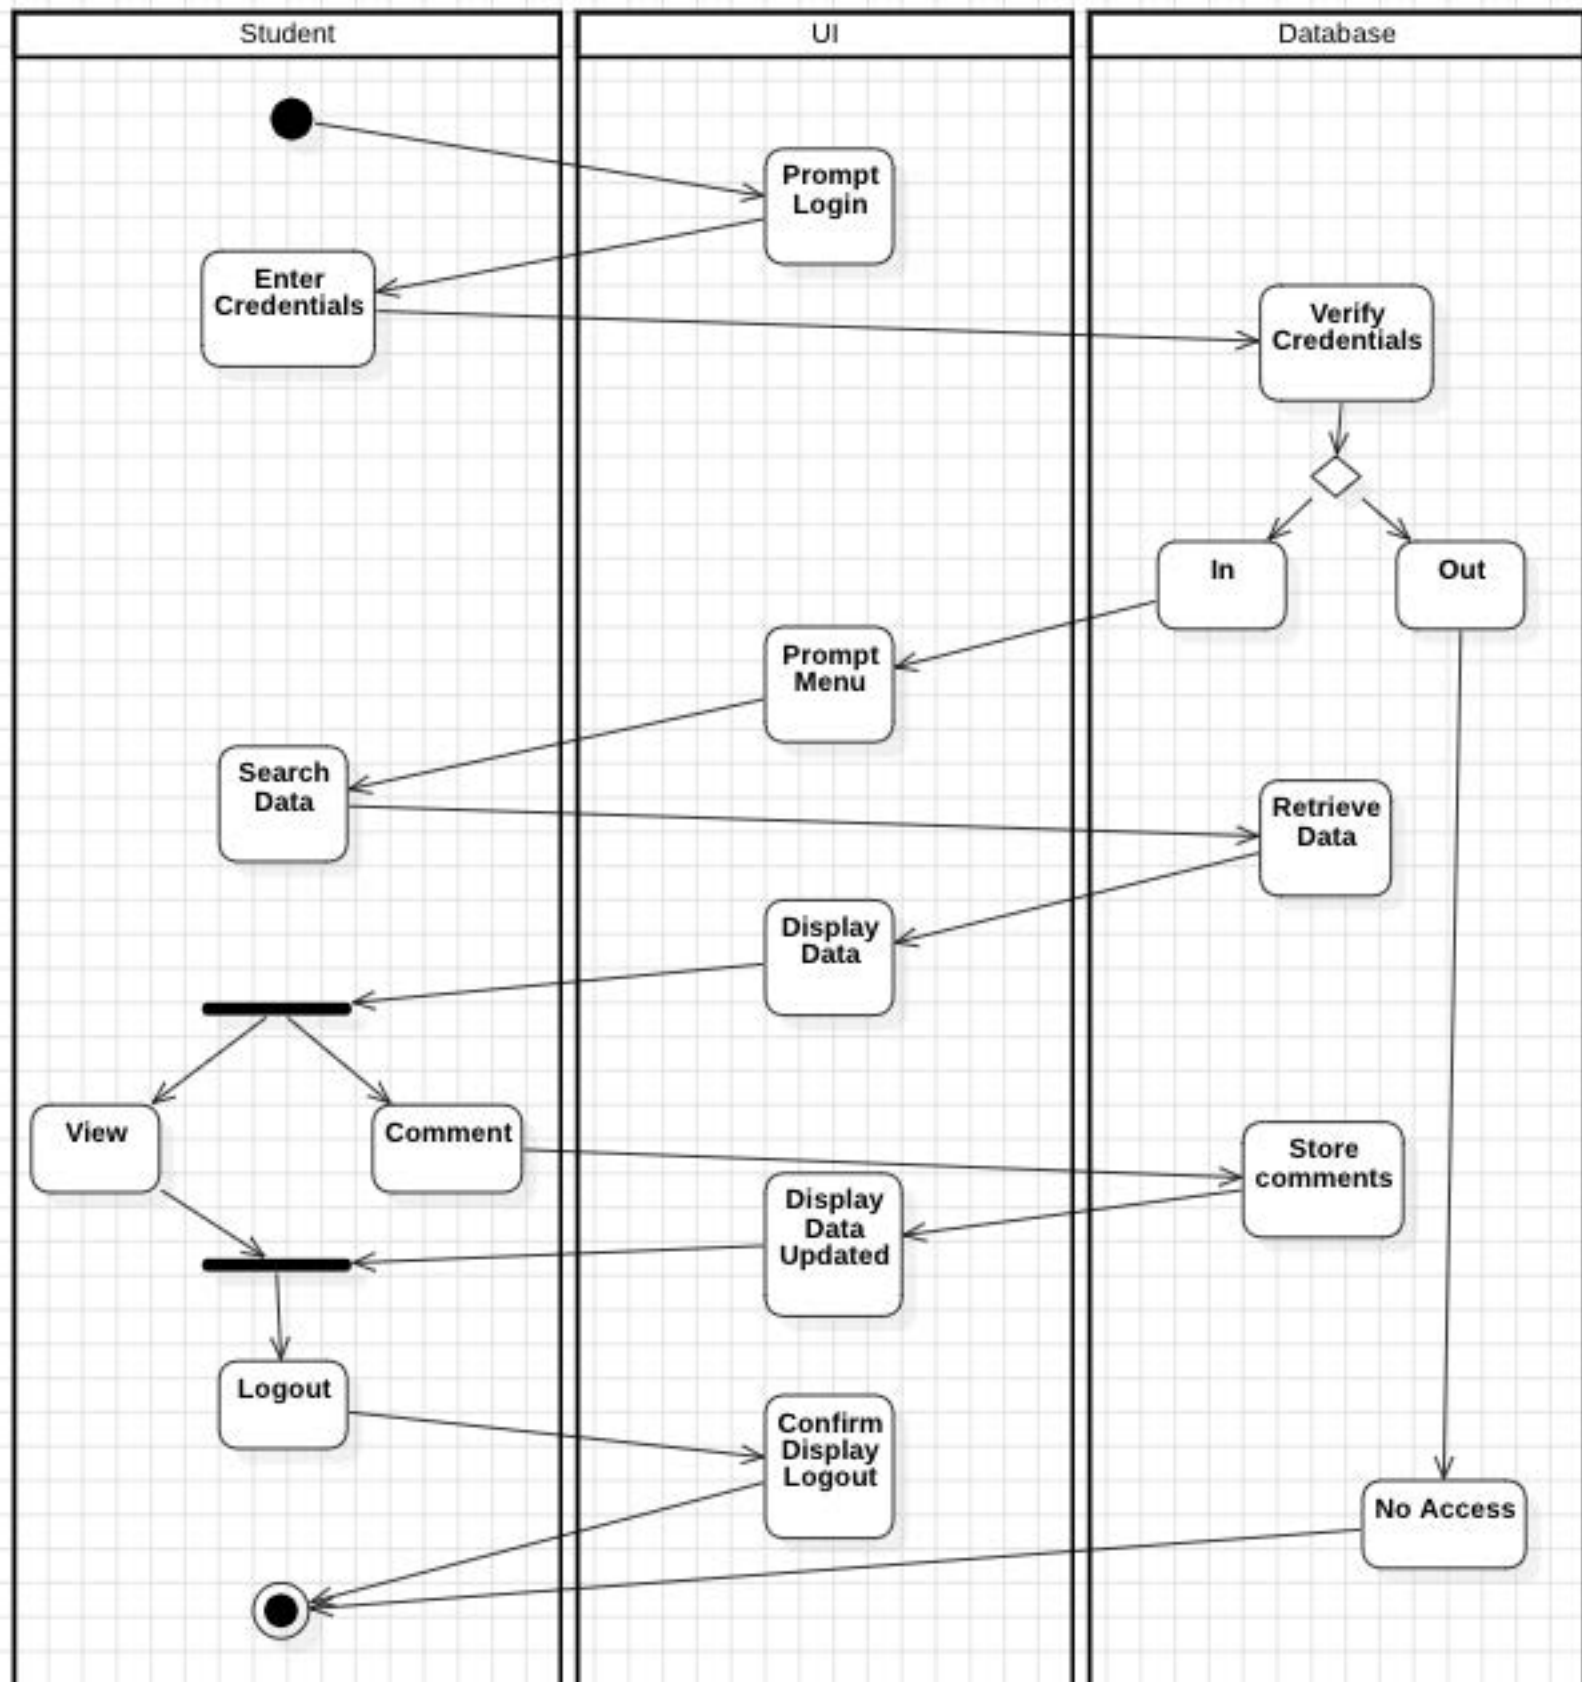 Student
UI
Database
Prompt
Login
Enter
Credentials
Verify
Credentials
In
Out
Prompt
Menu
Search
Data
Retrieve
Data
Display
Data
View
Comment
Store
comments
Display
Data
Updated
Logout
Confirm
Display
Logout
No Access